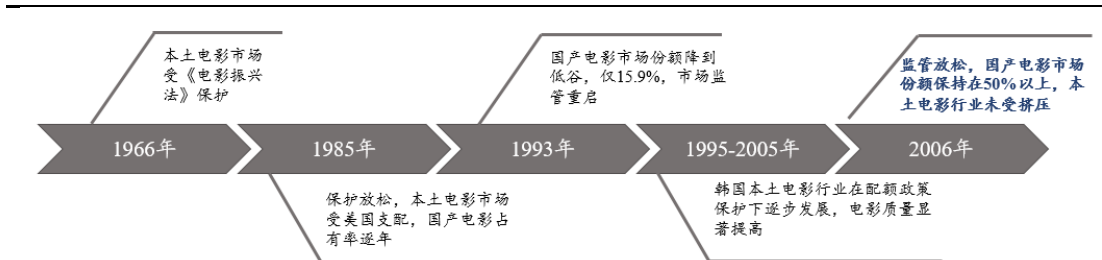 本土电影市场
受《电影振兴
法》保护
国产电影市场份额降到
低谷，仅15.9%，市场监
管重启
监管放松，国产电影市场
份额保持在50%以上，本
土电影行业未受挤压
1966年
1985年
1993年
1995-2005年
2006年
保护放松，本土电影市场
受美国支配，国产电影占
有率逐年
韩国本土电影行业在配额政策
保护下逐步发展，电影质量显
著提高